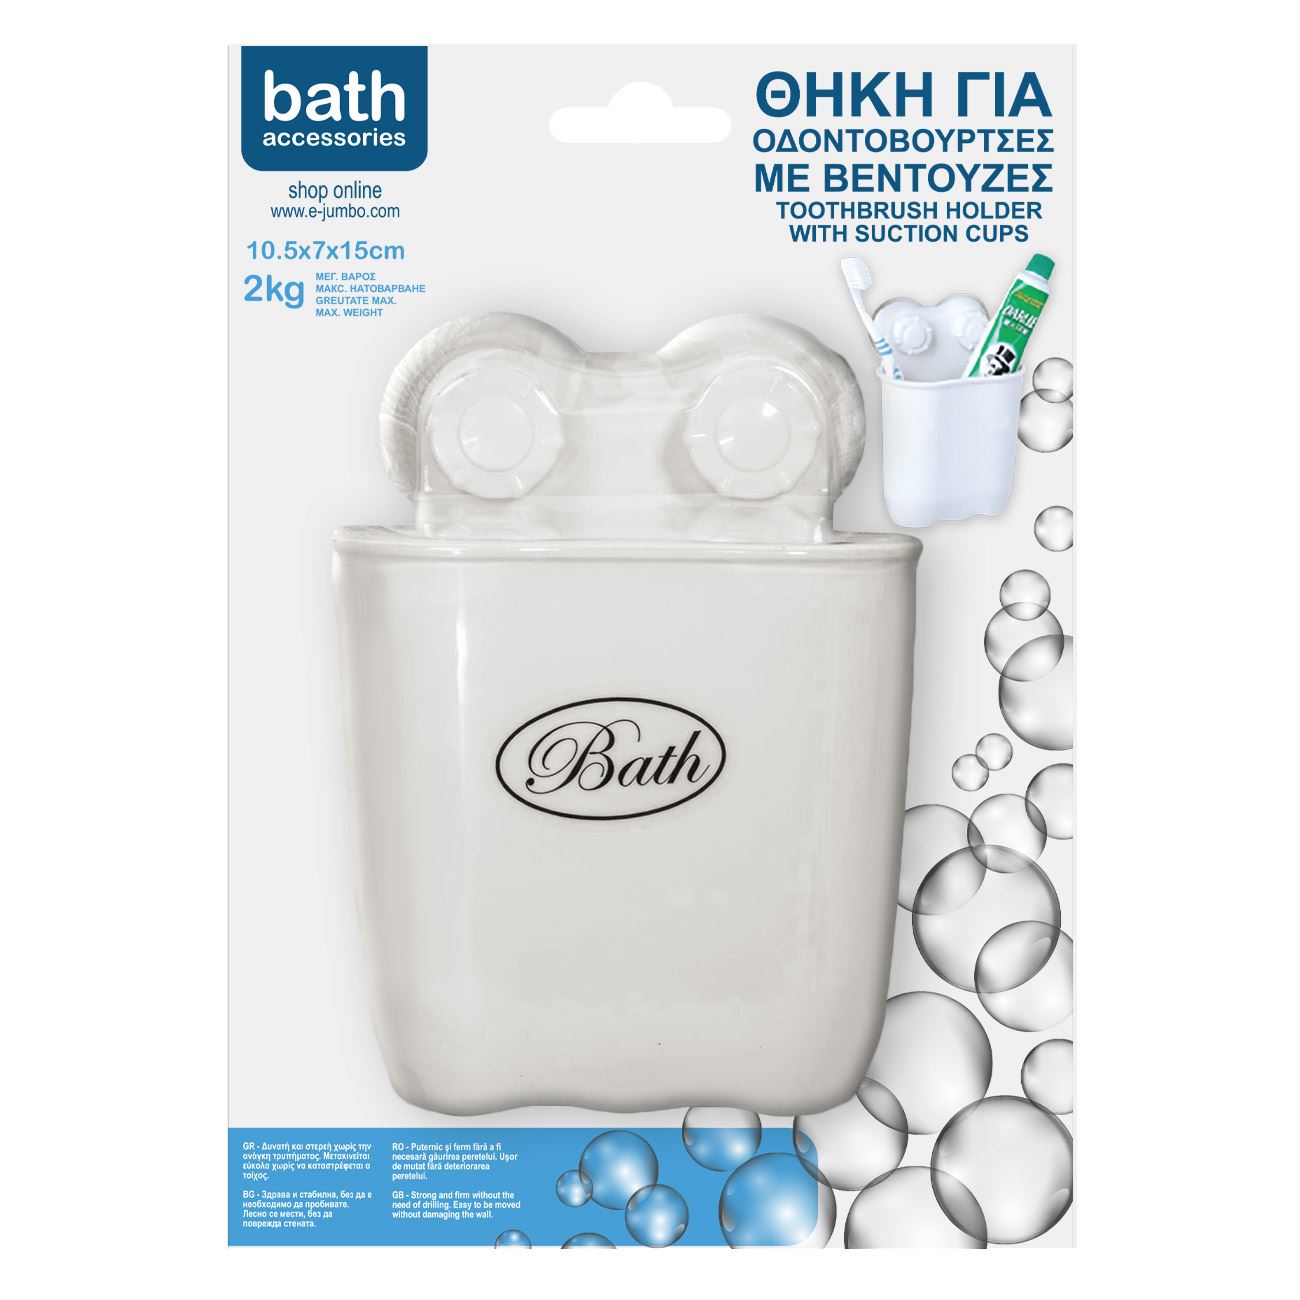 bath
accessories
shop online
www.e-jumbo.com
10.5x7x15cm
2kg
ΜΕΓ. ΒΑΡΟΣ
МАКС. НАТОВАРВАНЕ
GREUTATE MAX.
MAX. WEIGHT
ΘΗΚΗ ΓΙΑ
ΟΔΟΝΤΟΒΟΥΡΤΣΕΣ
ΜΕ ΒΕΝΤΟΥΖΕΣ
TOOTHBRUSH HOLDER
WITH SUCTION CUPS
DARLIE
Bath
GR - Δυνατή και στερεή χωρίς την
ανάγκη τρυπήματος. Μετακινείται
εύκολα χωρίς να καταστρέφεται ο
τοίχος.
BG - Здрава и стабилна, без да е
необходимо да пробивате.
Лесно се мести, без да
поврежда стената.
RO - Puternic și ferm fără a fi
necesară găurirea peretelui. Ușor
de mutat fără deteriorarea
peretelui.
GB - Strong and firm without the
need of drilling. Easy to be moved
without damaging the wall.